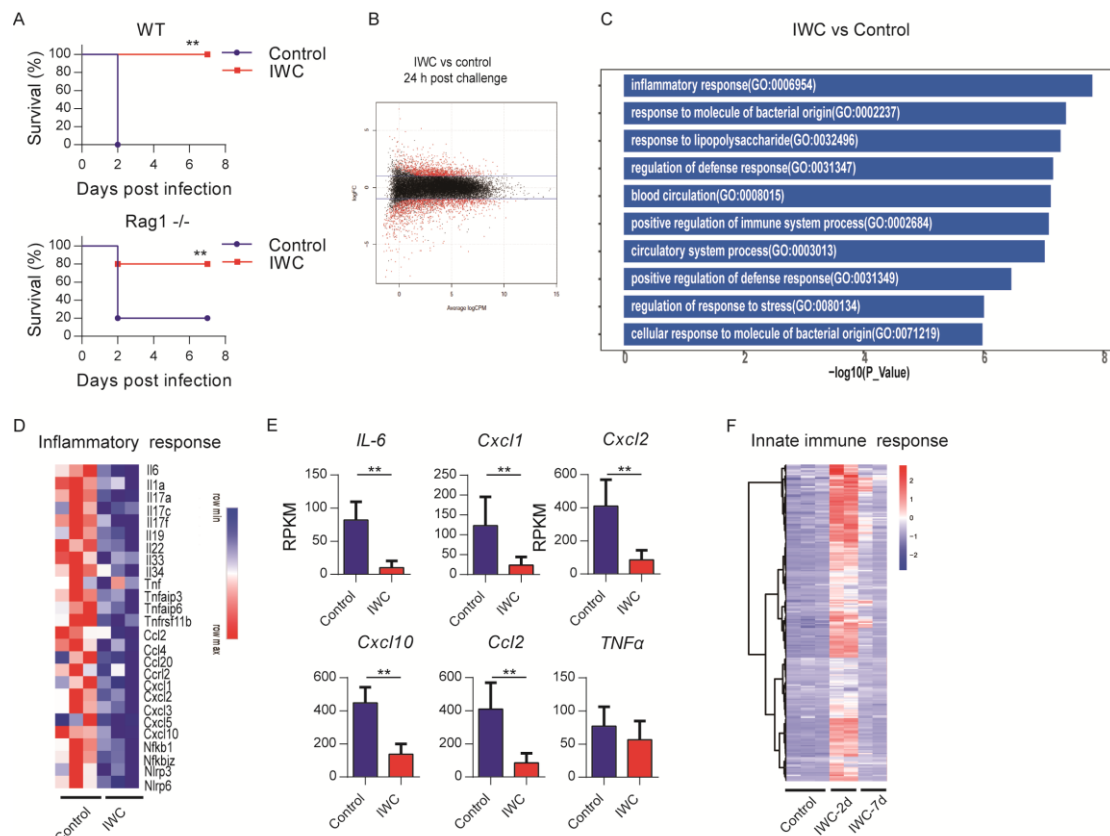 A
WT
Survival (%)
100
80
60
40
20
0
**
Control
IWC
0 2 4 6 8
Days post infection
Rag1 -/-
Survival (%)
100
80
60
40
20
0
**
Control
IWC
0 2 4 6 8
Days post infection
B
IWC vs control
24 h post challenge
logFC
5
0
-5
0 5 10 15
Average logCPM
C
IWC vs Control
inflammatory response(GO:0006954)
response to molecule of bacterial origin(GO:0002237)
response to lipopolysaccharide(GO:0032496)
regulation of defense response(GO:0031347)
blood circulation(GO:0008015)
positive regulation of immune system process(GO:0002684)
circulatory system process(GO:0003013)
positive regulation of defense response(GO:0031349)
regulation of response to stress(GO:0080134)
cellular response to molecule of bacterial origin(GO:0071219)
0 2 4 6 8
−log10(P_Value)
D
Inflammatory response
Il6
Il1a
Il17a
Il17c
Il17f
Il19
Il22
Il33
Il34
Tnf
Tnfaip3
Tnfaip6
Tnfrsf11b
Ccl2
Ccl4
Ccl20
Ccrl2
Cxcl1
Cxcl2
Cxcl3
Cxcl5
Cxcl10
Nfkb1
Nfkbiz
Nlrp3
Nlrp6
row min
row max
Control
IWC
E
IL-6
RPKM
150
100
50
0
**
Control
IWC
Cxcl1
250
200
150
100
50
0
**
Control
IWC
Cxcl2
RPKM
600
400
200
0
**
Control
IWC
Cxcl10
600
400
200
0
**
Control
IWC
Ccl2
600
400
200
0
**
Control
IWC
TNFα
150
100
50
0
Control
IWC
F
Innate immune response
2
1
0
−1
−2
Control
IWC-2d
IWC-7d